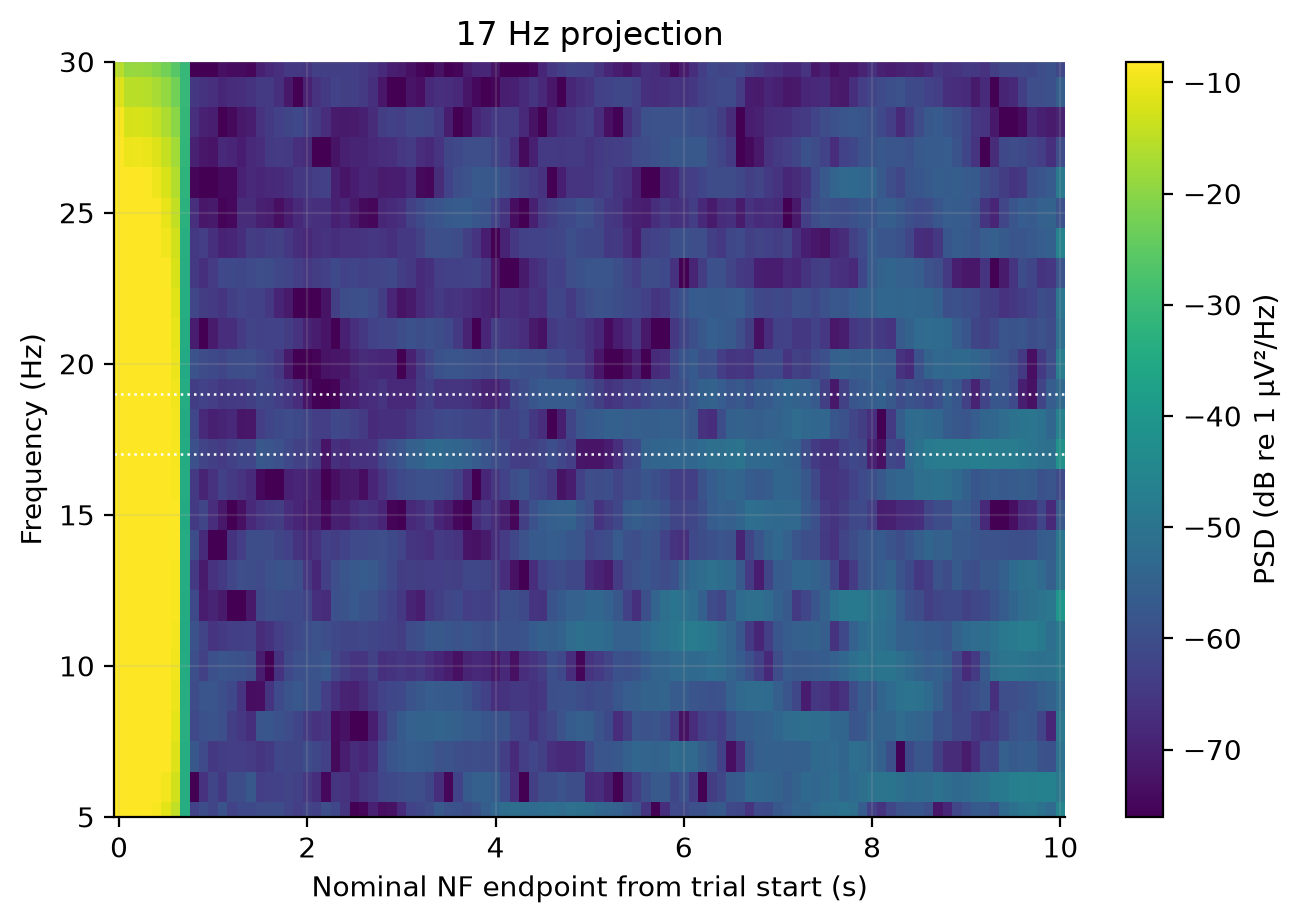 17 Hz projection
30
25
20
15
10
5
Frequency (Hz)
0 2 4 6 8 10
Nominal NF endpoint from trial start (s)
−10
−20
−30
−40
−50
−60
−70
PSD (dB re 1 µV²/Hz)